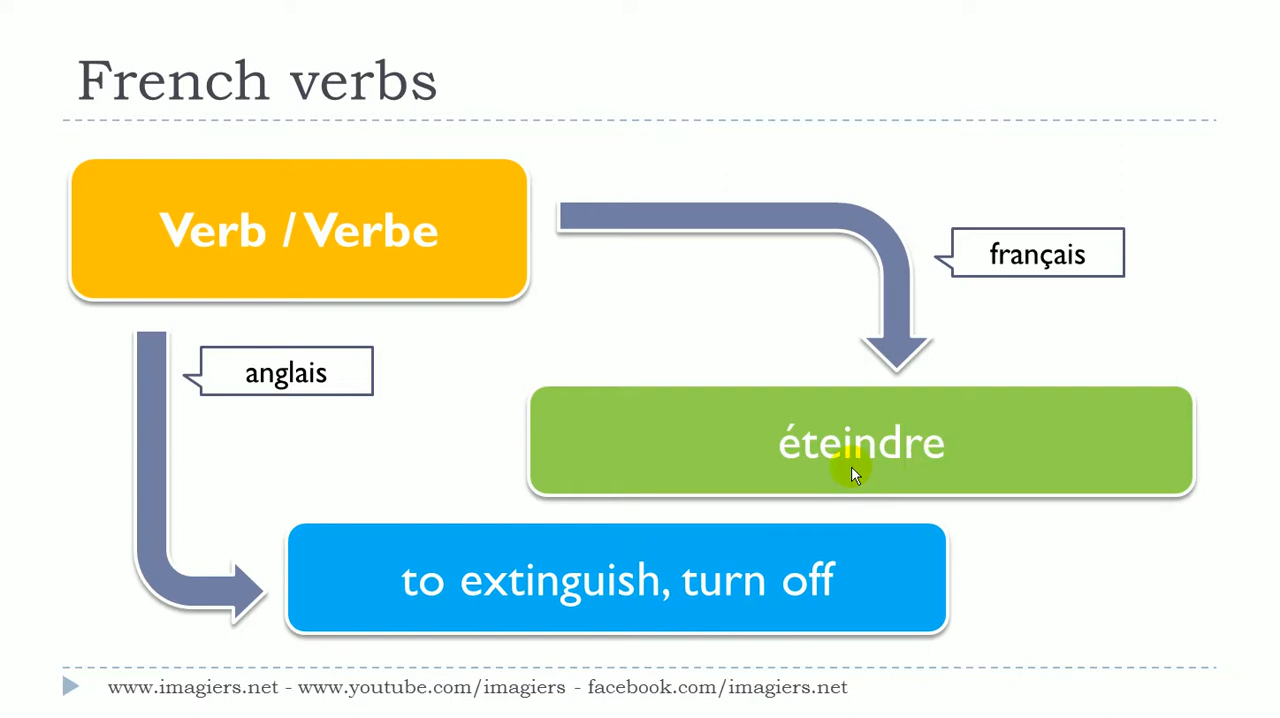 French verbs
Verb / Verbe
français
anglais
éteindre
to extinguish, turn off
www.imagiers.net - www.youtube.com/imagiers - facebook.com/imagiers.net